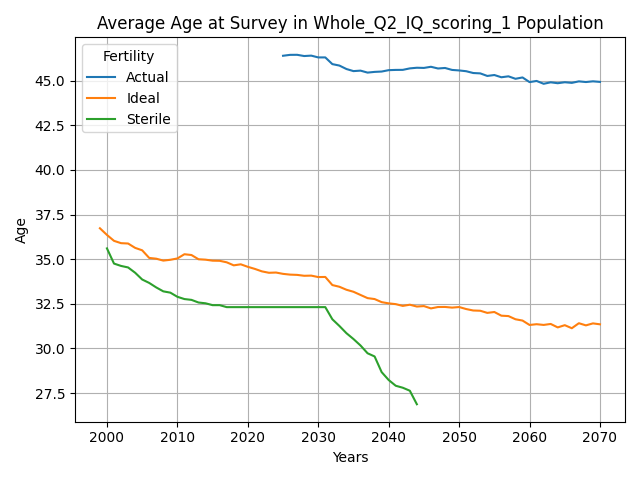 Average Age at Survey in Whole_Q2_IQ_scoring_1 Population
Fertility
Actual
Ideal
Sterile
Age
45.0
42.5
40.0
37.5
35.0
32.5
30.0
27.5
2000 2010 2020 2030 2040 2050 2060 2070
Years